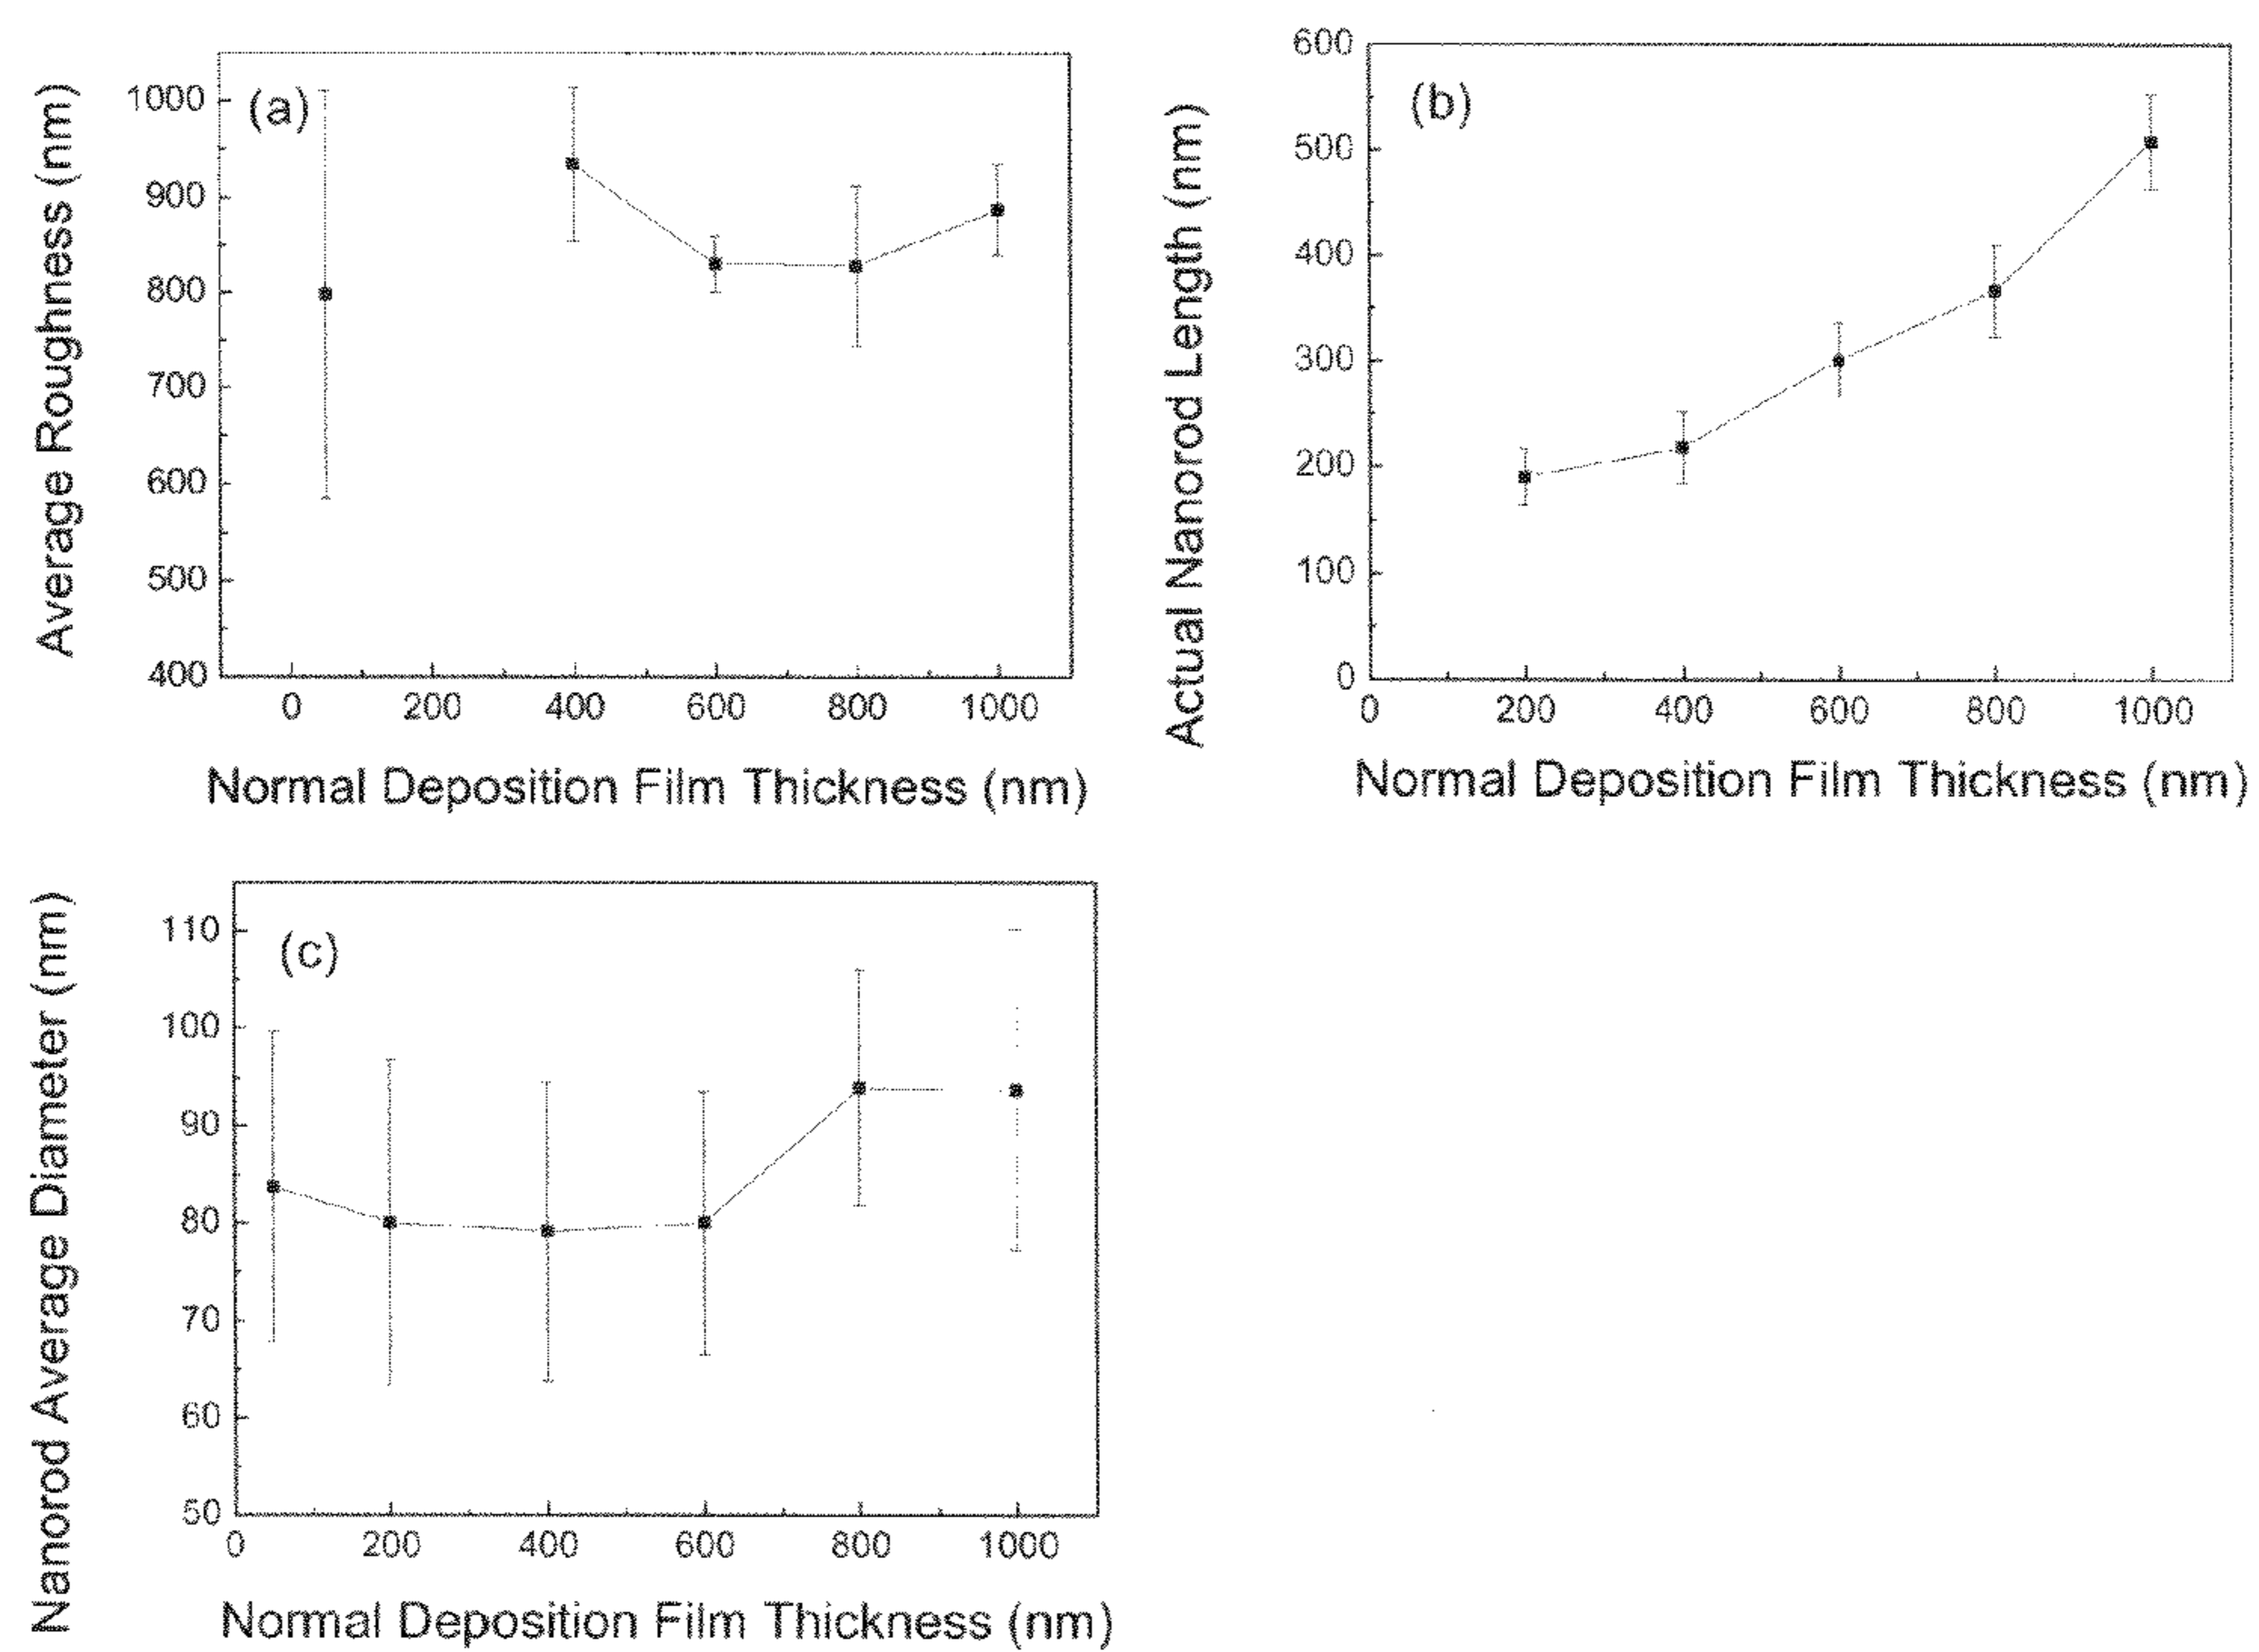 (a)
Average Roughness (nm)
1000
900
800
700
600
500
400
0 200 400 600 800 1000
Normal Deposition Film Thickness (nm)
(b)
Actual Nanorod Length (nm)
600
500
400
300
200
100
0
0 200 400 600 800 1000
Normal Deposition Film Thickness (nm)
(c)
Nanorod Average Diameter (nm)
110
100
90
80
70
60
50
0 200 400 600 800 1000
Normal Deposition Film Thickness (nm)